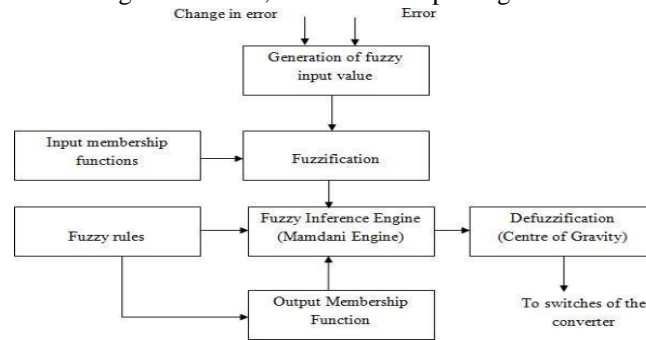 Change in error
Error
Generation of fuzzy
input value
Input membership
functions
Fuzzification
Fuzzy rules
Fuzzy Inference Engine
(Mamdani Engine)
Defuzzification
(Centre of Gravity)
Output Membership
Function
To switches of the
converter